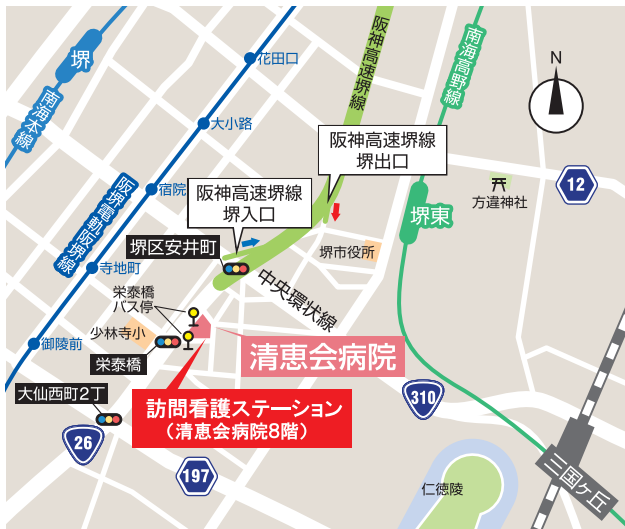 堺
南海本線
花田口
大小路
宿院
阪堺電軌阪堺線
寺地町
御陵前
阪神高速堺線
南海高野線
N
阪神高速堺線
堺出口
阪神高速堺線
堺入口
12
方違神社
堺東
堺市役所
堺区安井町
中央環状線
栄泰橋
バス停
少林寺小
栄泰橋
清恵会病院
大仙西町2丁
訪問看護ステーション
（清恵会病院8階）
310
26
197
仁徳陵
三国ヶ丘